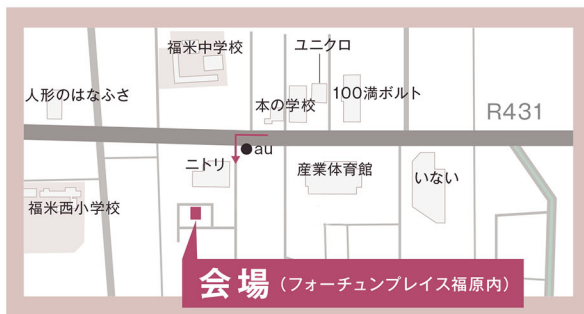 福米中学校
ユニクロ
人形のはなふさ
本の学校
100満ボルト
R431
au
ニトリ
産業体育館
いない
福米西小学校
会場（フォーチュンプレイス福原内）